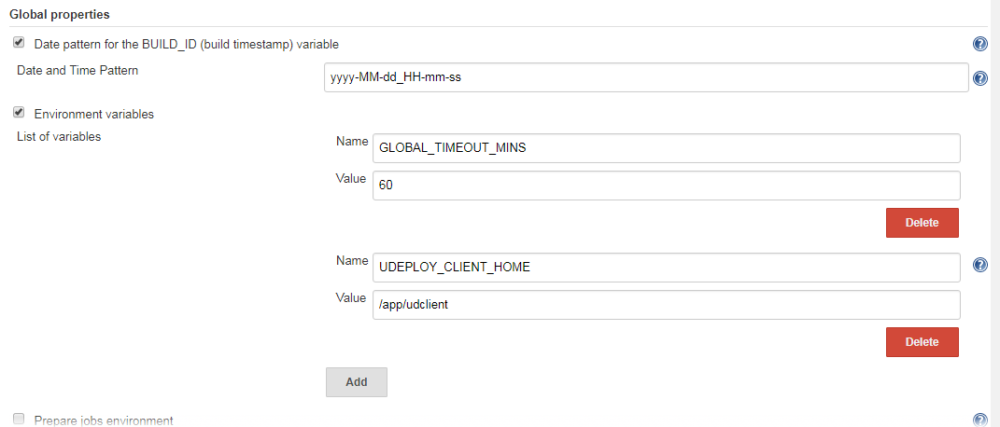 Global properties
Date pattern for the BUILD_ID (build timestamp) variable
Date and Time Pattern
yyyy-MM-dd_HH-mm-ss
Environment variables
List of variables
Name GLOBAL_TIMEOUT_MINS
Value 60
Delete
Name UDEPLOY_CLIENT_HOME
Value /app/udclient
Delete
Add
Prepare jobs environment